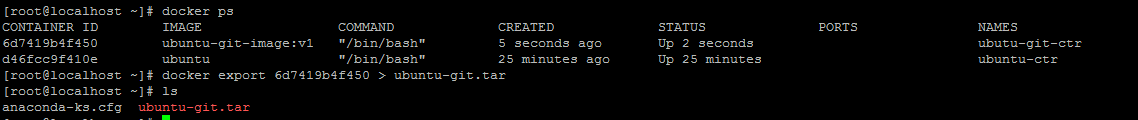 [root@localhost ~]# docker ps
CONTAINER ID IMAGE COMMAND CREATED STATUS PORTS NAMES
6d7419b4f450 ubuntu-git-image:v1 "/bin/bash" 5 seconds ago Up 2 seconds ubutu-git-ctr
d46fcc9f410e ubuntu "/bin/bash" 25 minutes ago Up 25 minutes ubuntu-ctr
[root@localhost ~]# docker export 6d7419b4f450 > ubuntu-git.tar
[root@localhost ~]# ls
anaconda-ks.cfg ubuntu-git.tar
[root@localhost ~]#